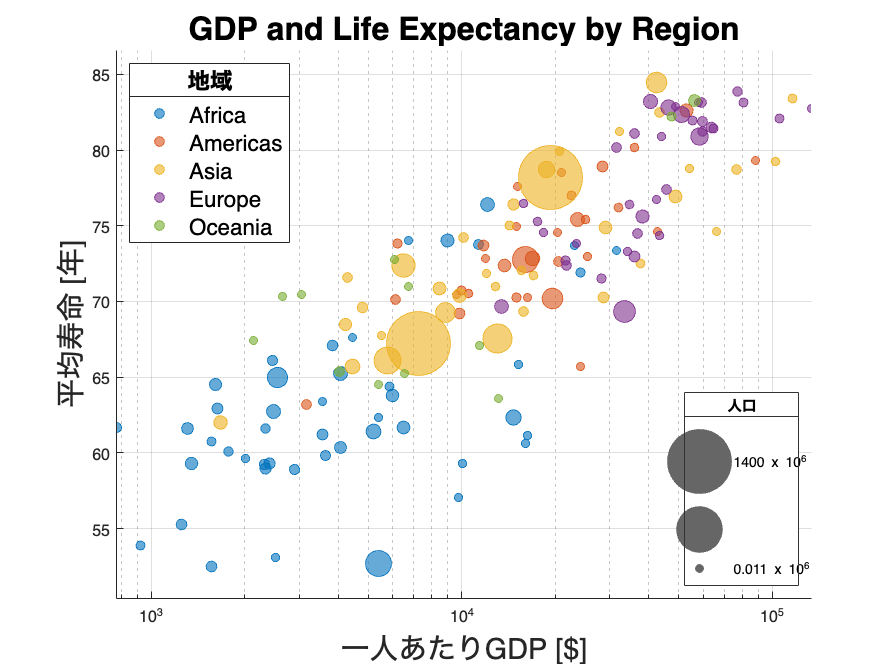 GDP and Life Expectancy by Region
地域
Africa
Americas
Asia
Europe
Oceania
平均寿命 [年]
85
80
75
70
65
60
55
人口
1400 x 10⁶
0.011 x 10⁶
10³
10⁴
10⁵
一人あたりGDP [$]